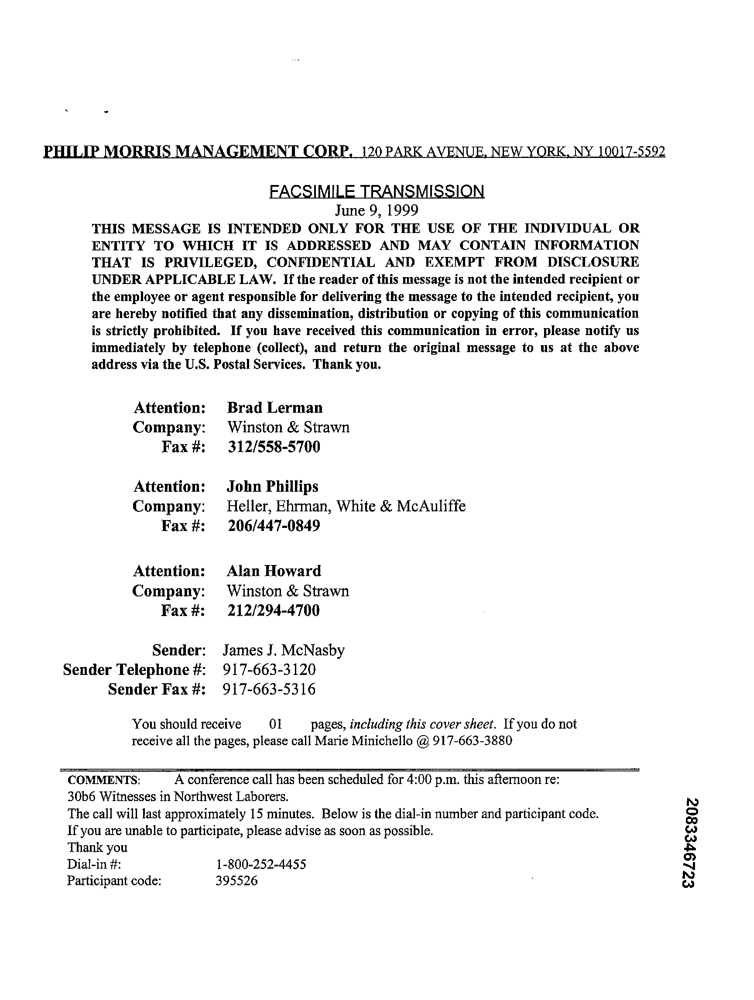 PHILIP MORRIS MANAGEMENT CORP. 120 PARK AVENUE, NEW YORK, NY 10017-5592
FACSIMILE TRANSMISSION
June 9, 1999
THIS MESSAGE IS INTENDED ONLY FOR THE USE OF THE INDIVIDUAL OR
ENTITY TO WHICH IT IS ADDRESSED AND MAY CONTAIN INFORMATION
THAT IS PRIVILEGED, CONFIDENTIAL AND EXEMPT FROM DISCLOSURE
UNDER APPLICABLE LAW. If the reader of this message is not the intended recipient or
the employee or agent responsible for delivering the message to the intended recipient, you
are hereby notified that any dissemination, distribution or copying of this communication
is strictly prohibited. If you have received this communication in error, please notify us
immediately by telephone (collect), and return the original message to us at the above
address via the U.S. Postal Services. Thank you.
Attention: Brad Lerman
Company: Winston & Strawn
Fax #: 312/558-5700
Attention: John Phillips
Company: Heller, Ehrman, White & McAuliffe
Fax #: 206/447-0849
Attention: Alan Howard
Company: Winston & Strawn
Fax #: 212/294-4700
Sender: James J. McNasby
Sender Telephone #: 917-663-3120
Sender Fax #: 917-663-5316
You should receive 01 pages, including this cover sheet. If you do not
receive all the pages, please call Marie Minichello @ 917-663-3880
COMMENTS: A conference call has been scheduled for 4:00 p.m. this afternoon re:
30b6 Witnesses in Northwest Laborers.
The call will last approximately 15 minutes. Below is the dial-in number and participant code.
If you are unable to participate, please advise as soon as possible.
Thank you
Dial-in #: 1-800-252-4455
Participant code: 395526
2083346723